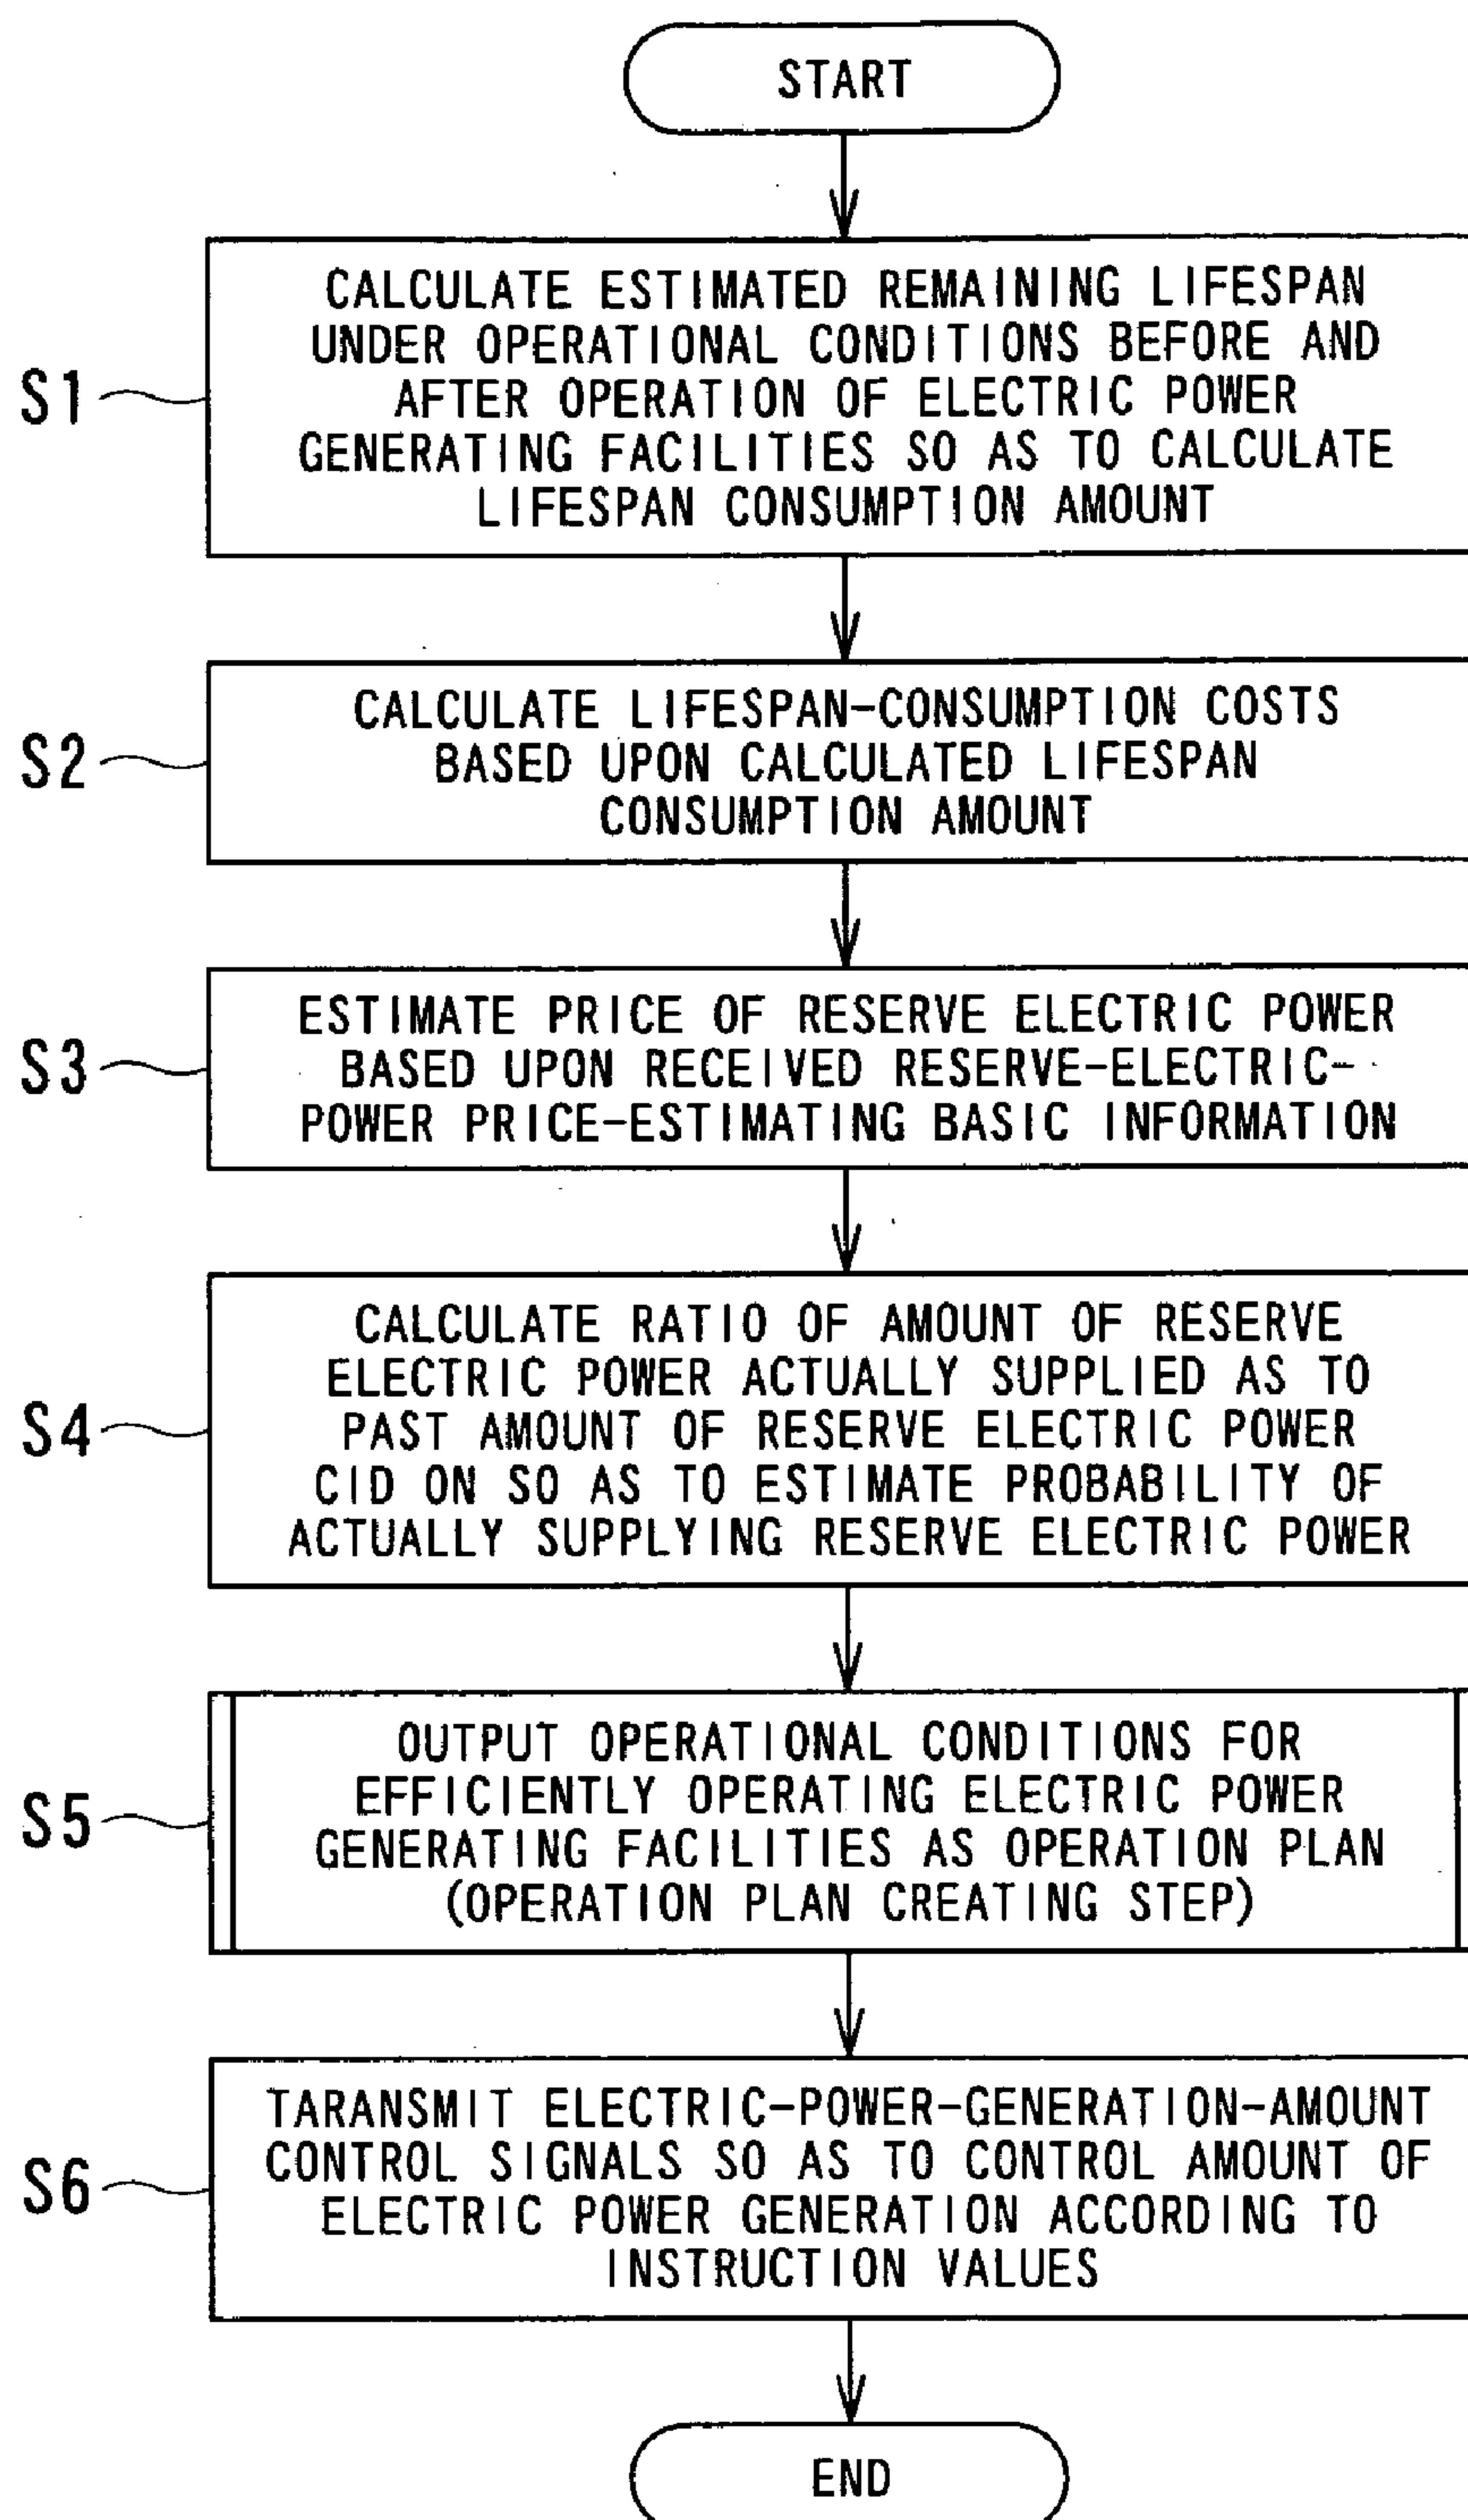 START
S1
CALCULATE ESTIMATED REMAINING LIFESPAN
UNDER OPERATIONAL CONDITIONS BEFORE AND
AFTER OPERATION OF ELECTRIC POWER
GENERATING FACILITIES SO AS TO CALCULATE
LIFESPAN CONSUMPTION AMOUNT
S2
CALCULATE LIFESPAN-CONSUMPTION COSTS
BASED UPON CALCULATED LIFESPAN
CONSUMPTION AMOUNT
S3
ESTIMATE PRICE OF RESERVE ELECTRIC POWER
BASED UPON RECEIVED RESERVE-ELECTRIC-
POWER PRICE-ESTIMATING BASIC INFORMATION
S4
CALCULATE RATIO OF AMOUNT OF RESERVE
ELECTRIC POWER ACTUALLY SUPPLIED AS TO
PAST AMOUNT OF RESERVE ELECTRIC POWER
CID ON SO AS TO ESTIMATE PROBABILITY OF
ACTUALLY SUPPLYING RESERVE ELECTRIC POWER
S5
OUTPUT OPERATIONAL CONDITIONS FOR
EFFICIENTLY OPERATING ELECTRIC POWER
GENERATING FACILITIES AS OPERATION PLAN
(OPERATION PLAN CREATING STEP)
S6
TARANSMIT ELECTRIC-POWER-GENERATION-AMOUNT
CONTROL SIGNALS SO AS TO CONTROL AMOUNT OF
ELECTRIC POWER GENERATION ACCORDING TO
INSTRUCTION VALUES
END